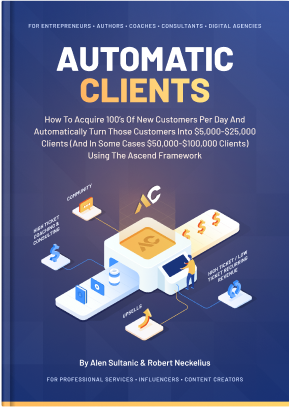 FOR ENTREPRENEURS • AUTHORS • COACHES • CONSULTANTS • DIGITAL AGENCIES
AUTOMATIC
CLIENTS
How To Acquire 100's Of New Customers Per Day And
Automatically Turn Those Customers Into $5,000-$25,000
Clients (And In Some Cases $50,000-$100,000 Clients)
Using The Ascend Framework
COMMUNITY
HIGH TICKET
COACHING &
CONSULTING
AC
AC
HIGH TICKET / LOW
TICKET RECURRING
REVENUE
UPSELLS
By Alen Sultanic & Robert Neckelius
FOR PROFESSIONAL SERVICES • INFLUENCERS • CONTENT CREATORS